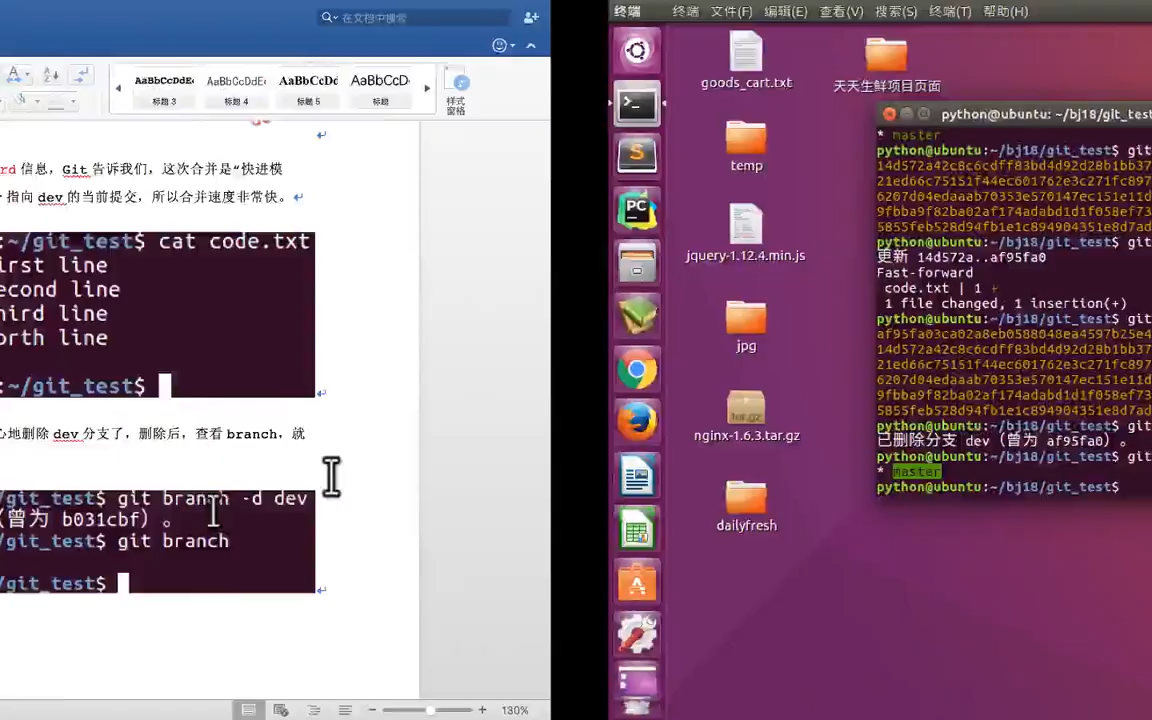 在文档中搜索
AaBbCcDdE
AaBbCcDdE
AaBbCcDd
AaBbCcD
标题 3
标题 4
标题 5
标题
样式
窗格
rd 信息，Git 告诉我们，这次合并是“快进模
指向 dev 的当前提交，所以合并速度非常快。
:~/git_test$ cat code.txt
irst line
econd line
hird line
orth line
:~/git_test$
心地删除 dev 分支了，删除后，查看 branch，就
/git_test$ git branch -d dev
（曾为 b031cbf）。
/git_test$ git branch
/git_test$
130%
终端
终端 文件(F) 编辑(E) 查看(V) 搜索(S) 终端(T) 帮助(H)
goods_cart.txt
天天生鲜项目页面
temp
jquery-1.12.4.min.js
jpg
tar.gz
nginx-1.6.3.tar.gz
dailyfresh
PC
python@ubuntu: ~/bj18/git_test
* master
python@ubuntu:~/bj18/git_test$ git
14d572a42c8c6cdff83bd4d92d28b1bb37
21ed66c75151f44ec601762e3c271fc897
6207d04edaaab70353e570147ec151e11d
9fbba9f82ba02af174adabd1d1f058ef73
5855feb528d94fb1e1c894904351e8d7ad
python@ubuntu:~/bj18/git_test$ git
更新 14d572a..af95fa0
Fast-forward
code.txt | 1 +
1 file changed, 1 insertion(+)
python@ubuntu:~/bj18/git_test$ git
af95fa03ca02a8eb0588048ea4597b25e4
14d572a42c8c6cdff83bd4d92d28b1bb37
21ed66c75151f44ec601762e3c271fc897
6207d04edaaab70353e570147ec151e11d
9fbba9f82ba02af174adabd1d1f058ef73
5855feb528d94fb1e1c894904351e8d7ad
python@ubuntu:~/bj18/git_test$ git
已删除分支 dev（曾为 af95fa0）。
python@ubuntu:~/bj18/git_test$ git
* master
python@ubuntu:~/bj18/git_test$